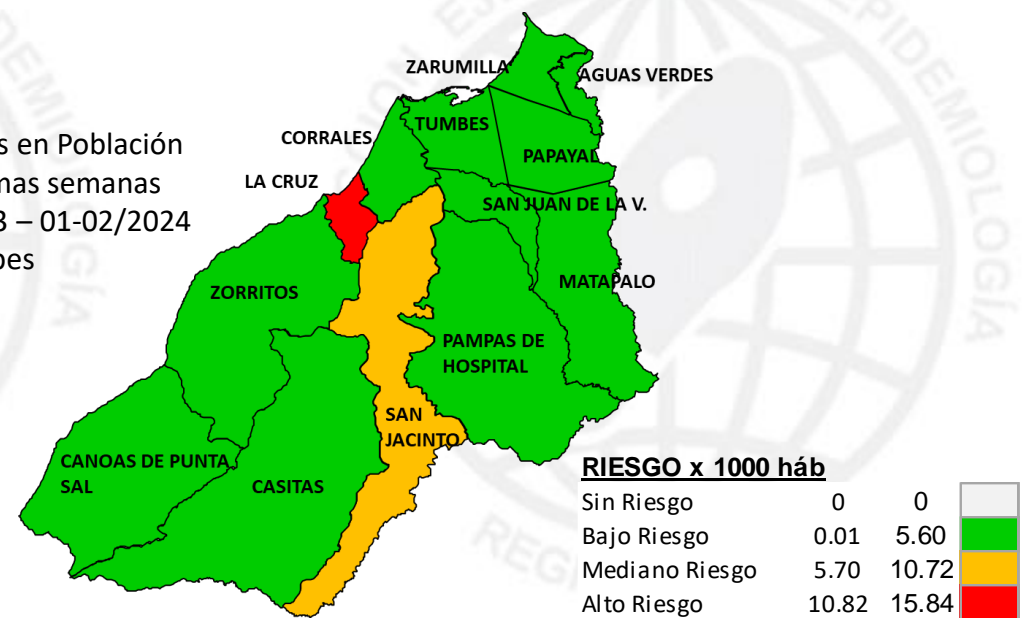 ZARUMILLA
AGUAS VERDES
TUMBES
CORRALES
s en Población
PAPAYAL
mas semanas
LA CRUZ
SAN JUAN DE LA V.
3 – 01-02/2024
bes
MATAPALO
ZORRITOS
PAMPAS DE
HOSPITAL
SAN
JACINTO
CANOAS DE PUNTA
SAL
CASITAS
RIESGO x 1000 háb
Sin Riesgo 0 0
Bajo Riesgo 0.01 5.60
Mediano Riesgo 5.70 10.72
Alto Riesgo 10.82 15.84